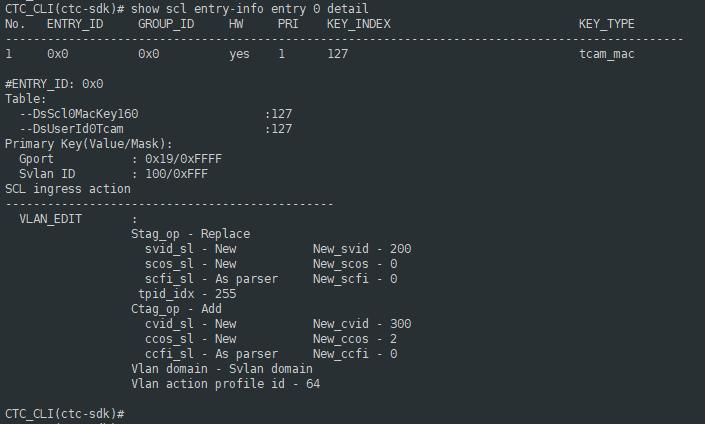 CTC_CLI(ctc-sdk)# show scl entry-info entry 0 detail
No. ENTRY_ID GROUP_ID HW PRI KEY_INDEX KEY_TYPE
--------------------------------------------------------------------------------------------------
1 0x0 0x0 yes 1 127 tcam_mac
#ENTRY_ID: 0x0
Table:
--DsScl0MacKey160 :127
--DsUserId0Tcam :127
Primary Key(Value/Mask):
Gport : 0x19/0xFFFF
Svlan ID : 100/0xFFF
SCL ingress action
-----------------------------------------------
VLAN_EDIT :
Stag_op - Replace
svid_sl - New New_svid - 200
scos_sl - New New_scos - 0
scfi_sl - As parser New_scfi - 0
tpid_idx - 255
Ctag_op - Add
cvid_sl - New New_cvid - 300
ccos_sl - New New_ccos - 2
ccfi_sl - As parser New_ccfi - 0
Vlan domain - Svlan domain
Vlan action profile id - 64
CTC_CLI(ctc-sdk)#